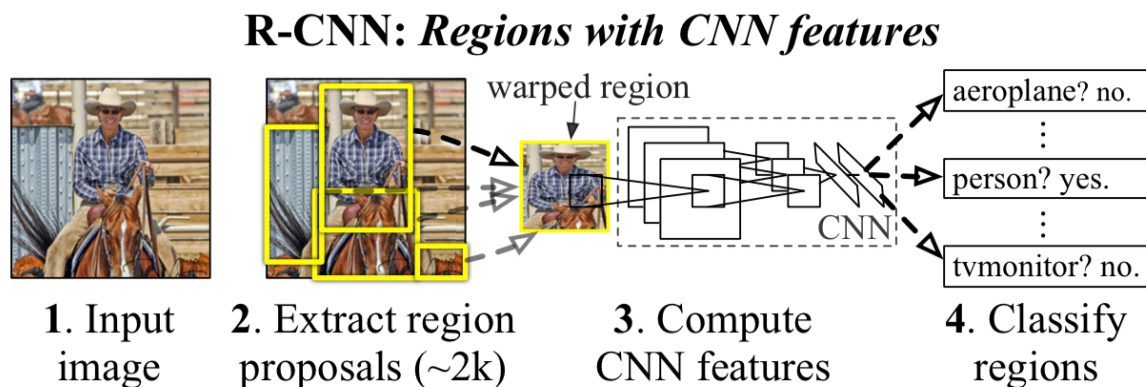 R-CNN: Regions with CNN features
warped region
aeroplane? no.
person? yes.
CNN
tvmonitor? no.
1. Input
image
2. Extract region
proposals (~2k)
3. Compute
CNN features
4. Classify
regions